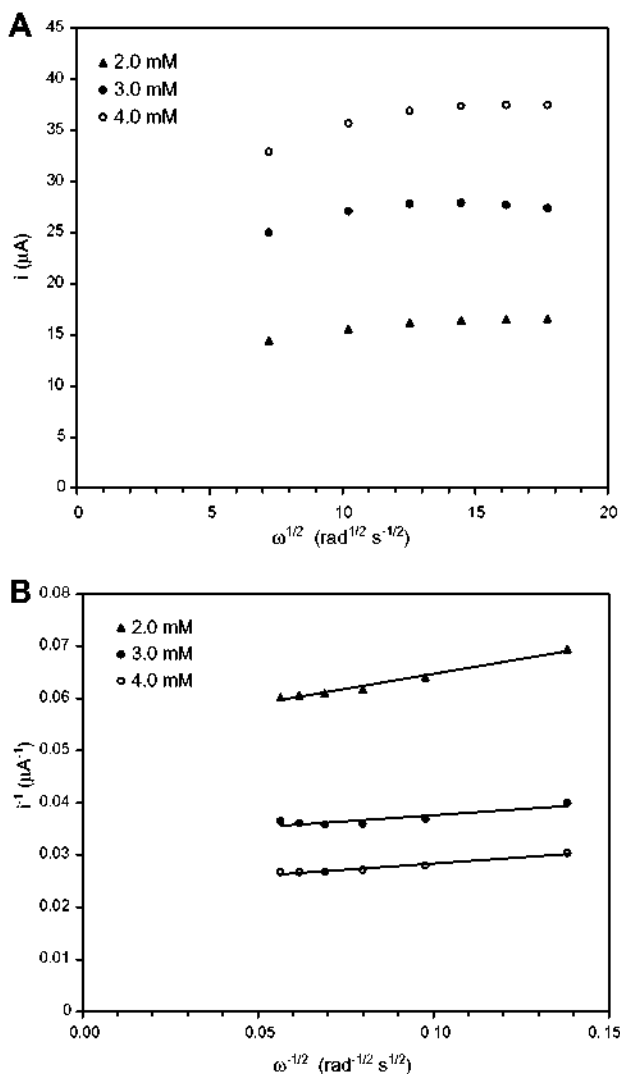 A
45
40
35
30
25
20
15
10
5
0
i (μA)
▲ 2.0 mM
● 3.0 mM
○ 4.0 mM
0 5 10 15 20
ω^1/2 (rad^1/2 s^-1/2)
B
0.08
0.07
0.06
0.05
0.04
0.03
0.02
0.01
0
i^-1 (μA^-1)
▲ 2.0 mM
● 3.0 mM
○ 4.0 mM
0.00 0.05 0.10 0.15
ω^-1/2 (rad^-1/2 s^1/2)